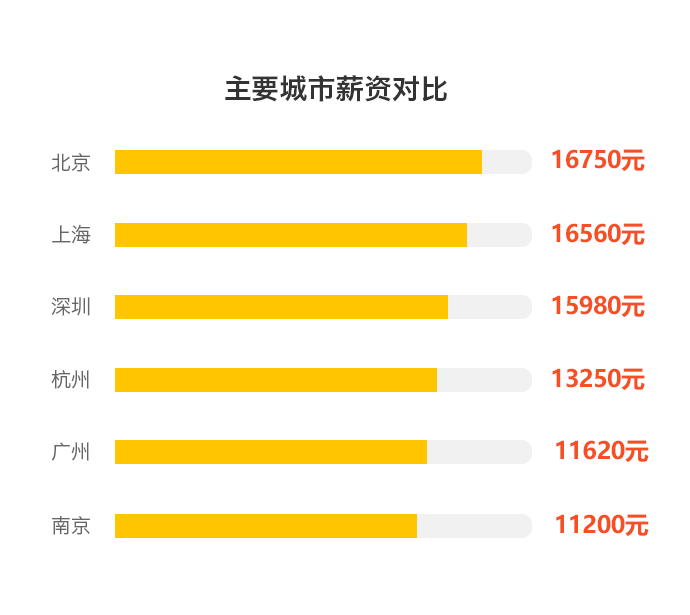 主要城市薪资对比
北京 16750元
上海 16560元
深圳 15980元
杭州 13250元
广州 11620元
南京 11200元